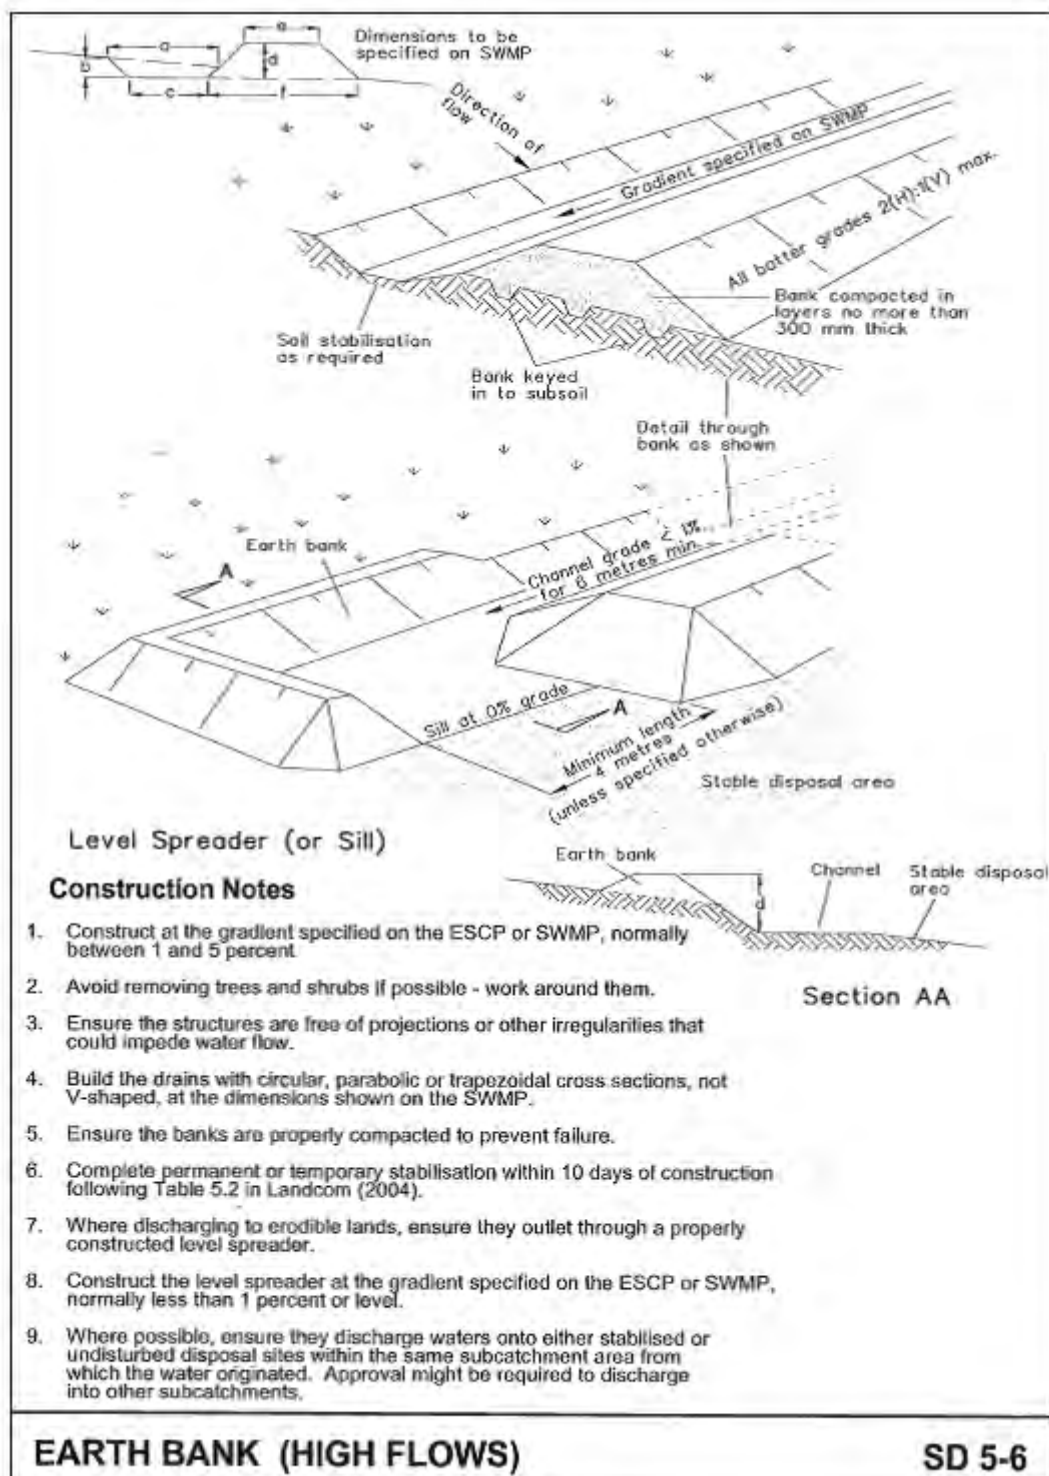 e
Dimensions to be
specified on SWMP
a
b
d
c
f
Direction of
flow
Gradient specified on SWMP
All batter grades 2(H):1(V) max.
Bank compacted in
layers no more than
300 mm thick
Soil stabilisation
as required
Bank keyed
in to subsoil
Detail through
bank as shown
Earth bank
Channel grade < 1%
for 6 metres min.
A
Sill at 0% grade
A
Minimum length
4 metres
(unless specified otherwise)
Stable disposal area
Level Spreader (or Sill)
Earth bank
Channel
Stable disposal
area
d
Section AA
Construction Notes
1. Construct at the gradient specified on the ESCP or SWMP, normally
between 1 and 5 percent
2. Avoid removing trees and shrubs if possible - work around them.
3. Ensure the structures are free of projections or other irregularities that
could impede water flow.
4. Build the drains with circular, parabolic or trapezoidal cross sections, not
V-shaped, at the dimensions shown on the SWMP.
5. Ensure the banks are properly compacted to prevent failure.
6. Complete permanent or temporary stabilisation within 10 days of construction
following Table 5.2 in Landcom (2004).
7. Where discharging to erodible lands, ensure they outlet through a properly
constructed level spreader.
8. Construct the level spreader at the gradient specified on the ESCP or SWMP,
normally less than 1 percent or level.
9. Where possible, ensure they discharge waters onto either stabilised or
undisturbed disposal sites within the same subcatchment area from
which the water originated. Approval might be required to discharge
into other subcatchments.
EARTH BANK (HIGH FLOWS)
SD 5-6